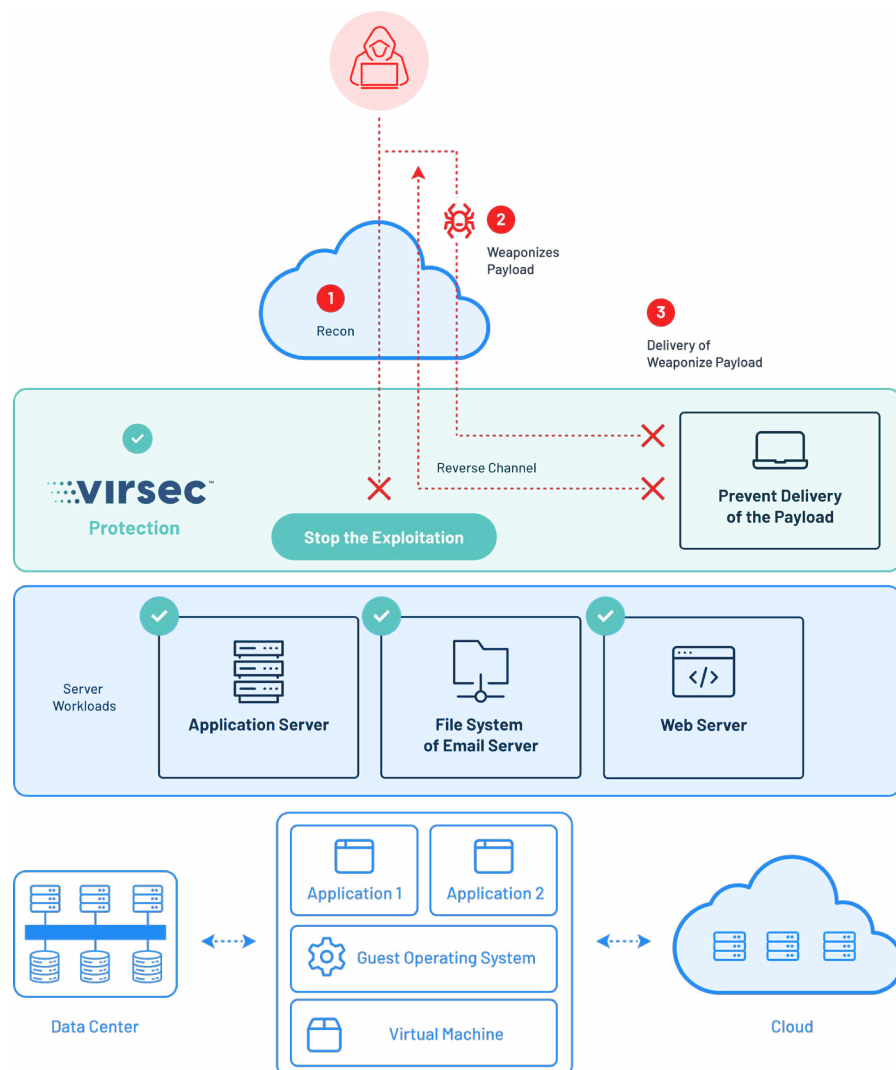 2
Weaponizes
Payload
1
Recon
3
Delivery of
Weaponize Payload
virsec™
Protection
Reverse Channel
Stop the Exploitation
Prevent Delivery
of the Payload
Server
Workloads
Application Server
File System
of Email Server
Web Server
Application 1
Application 2
Guest Operating System
Virtual Machine
Data Center
Cloud